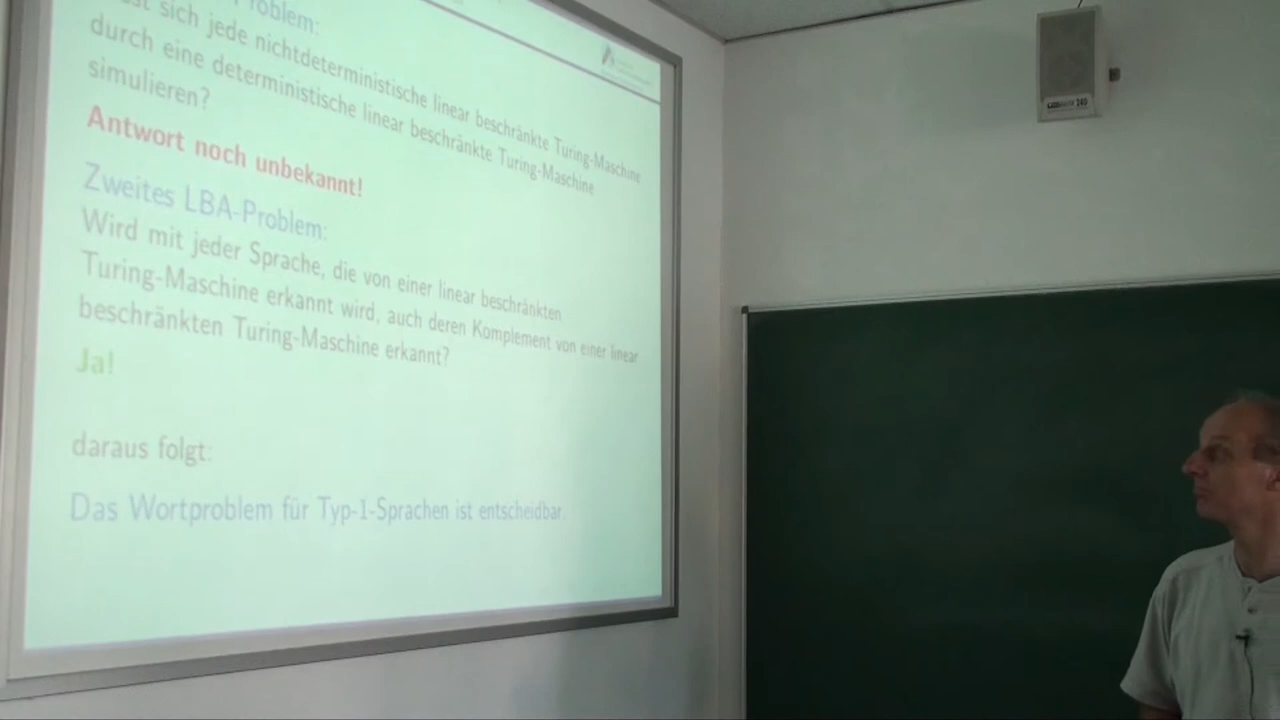 Problem:
sich jede nichtdeterministische linear beschränkte Turing-Maschine
durch eine deterministische linear beschränkte Turing-Maschine
simulieren?
Antwort noch unbekannt!
Zweites LBA-Problem:
Wird mit jeder Sprache, die von einer linear beschränkten
Turing-Maschine erkannt wird, auch deren Komplement von einer linear
beschränkten Turing-Maschine erkannt?
Ja!
daraus folgt:
Das Wortproblem für Typ-1-Sprachen ist entscheidbar.